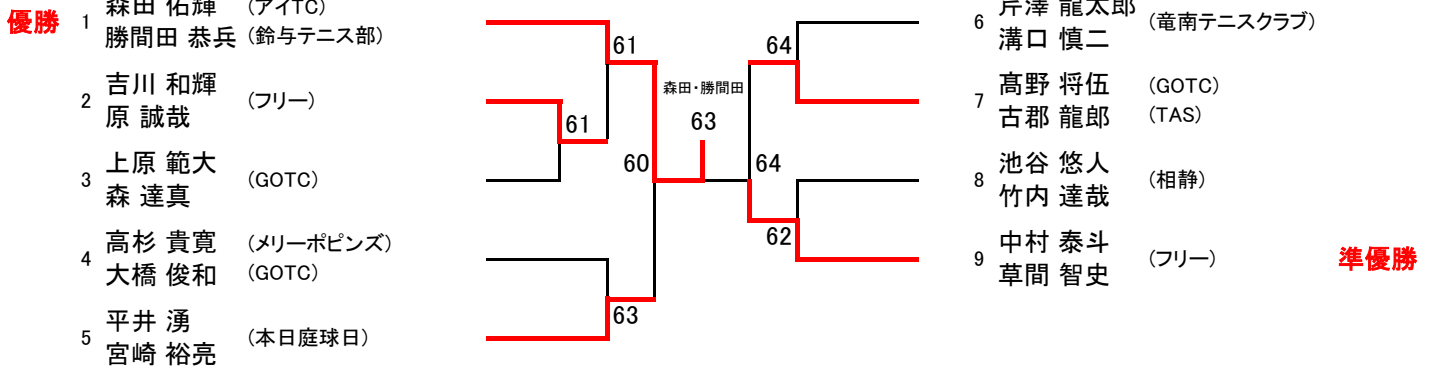 優勝
1
森田 佑輝 (アイTC)
勝間田 恭兵 (鈴与テニス部)
2
吉川 和輝
原 誠哉
(フリー)
3
上原 範大
森 達真
(GOTC)
4
高杉 貴寛 (メリーポピンズ)
大橋 俊和 (GOTC)
5
平井 湧
宮崎 裕亮
(本日庭球日)
61
61
60
63
森田・勝間田
63
64
64
62
6
芹澤 龍太郎
溝口 慎二
(竜南テニスクラブ)
7
髙野 将伍 (GOTC)
古郡 龍郎 (TAS)
8
池谷 悠人
竹内 達哉
(相静)
9
中村 泰斗
草間 智史
(フリー)
準優勝